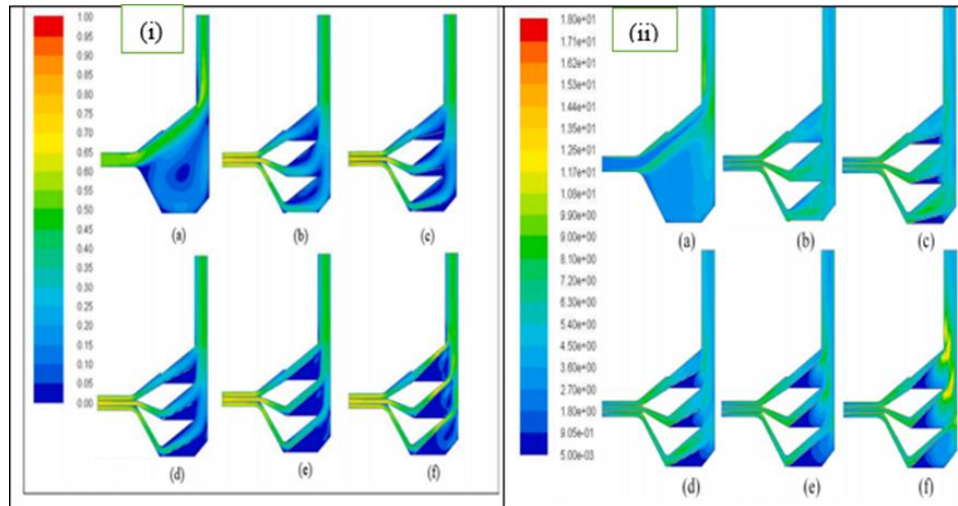 (i)
1.00
0.95
0.90
0.85
0.80
0.75
0.70
0.65
0.60
0.55
0.50
0.45
0.40
0.38
0.30
0.25
0.20
0.15
0.10
0.05
0.00
(a)
(b)
(c)
(d)
(e)
(f)
(ii)
1.80e+01
1.71e+01
1.62e+01
1.53e+01
1.44e+01
1.35e+01
1.26e+01
1.17e+01
1.08e+01
9.90e+00
9.00e+00
8.10e+00
7.20e+00
6.30e+00
5.40e+00
4.50e+00
3.60e+00
2.70e+00
1.80e+00
9.05e-01
5.00e-03
(a)
(b)
(c)
(d)
(e)
(f)